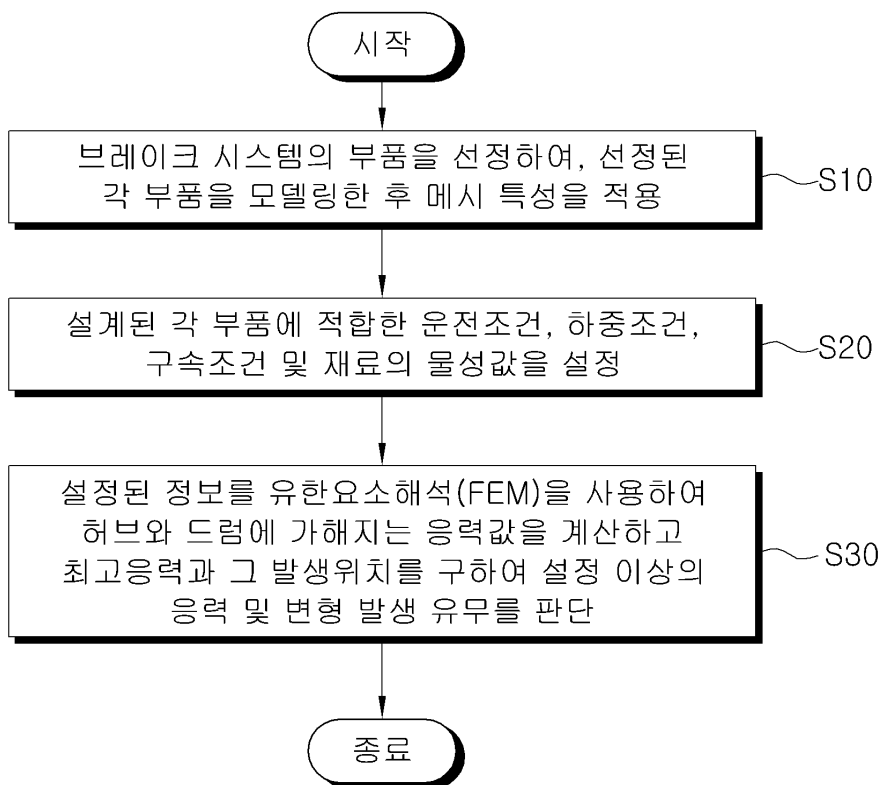 시작
브레이크 시스템의 부품을 선정하여, 선정된
각 부품을 모델링한 후 메시 특성을 적용
S10
설계된 각 부품에 적합한 운전조건, 하중조건,
구속조건 및 재료의 물성값을 설정
S20
설정된 정보를 유한요소해석(FEM)을 사용하여
허브와 드럼에 가해지는 응력값을 계산하고
최고응력과 그 발생위치를 구하여 설정 이상의
응력 및 변형 발생 유무를 판단
S30
종료